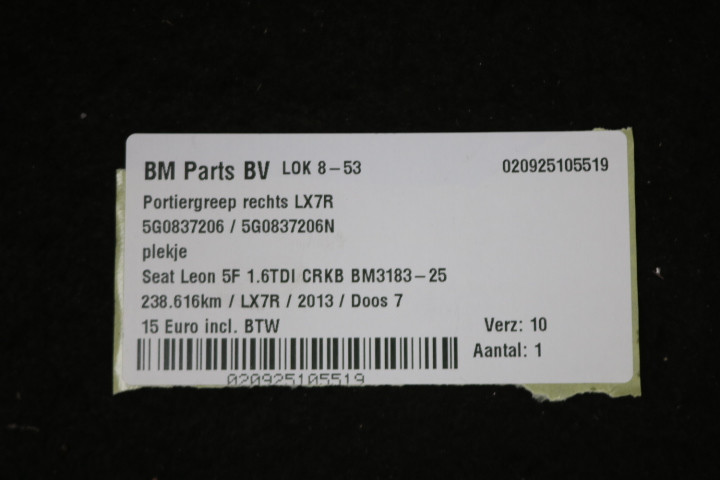 BM Parts BV LOK 8-53 020925105519
Portiergreep rechts LX7R
5G0837206 / 5G0837206N
plekje
Seat Leon 5F 1.6TDI CRKB BM3183-25
238.616km / LX7R / 2013 / Doos 7
15 Euro incl. BTW Verz: 10
Aantal: 1
020925105519